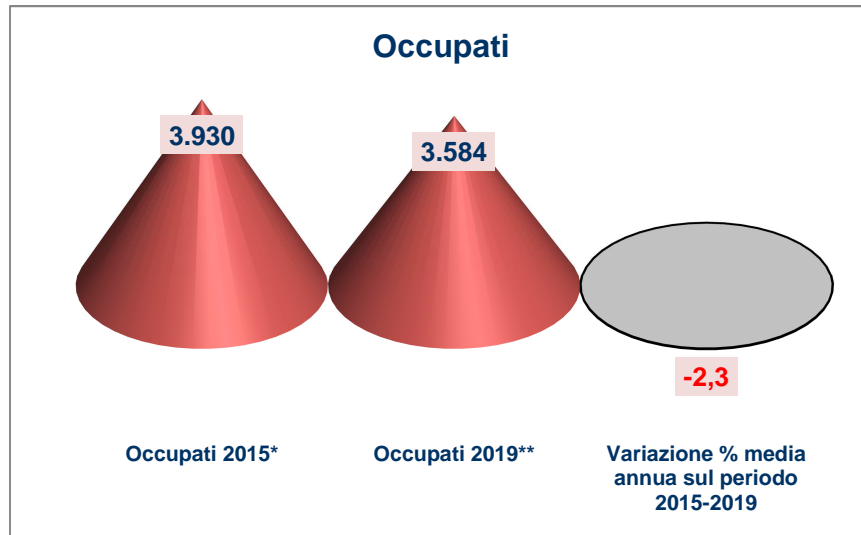 Occupati
3.930
3.584
-2,3
Occupati 2015*
Occupati 2019**
Variazione % media
annua sul periodo
2015-2019